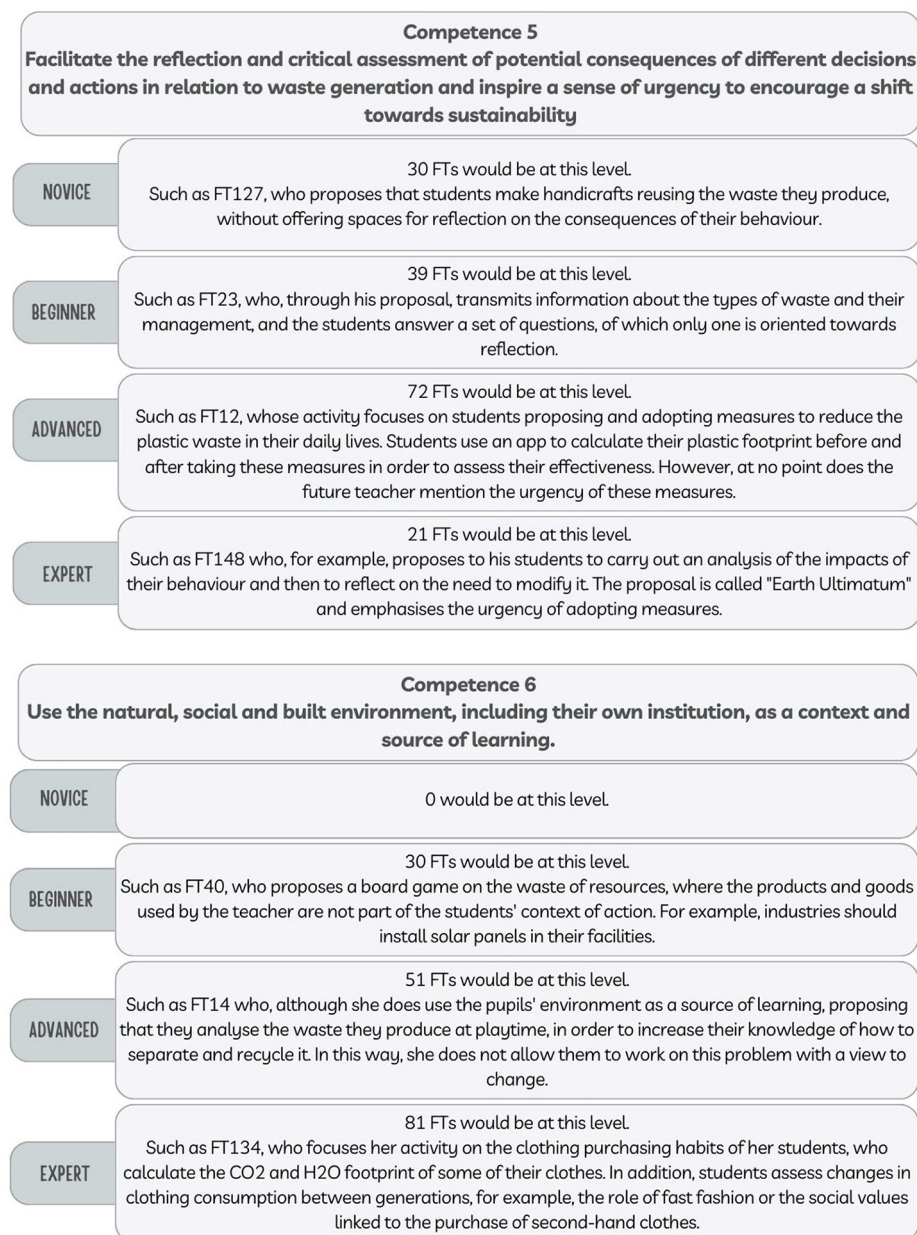 Competence 5
Facilitate the reflection and critical assessment of potential consequences of different decisions
and actions in relation to waste generation and inspire a sense of urgency to encourage a shift
towards sustainability
NOVICE
30 FTs would be at this level.
Such as FT127, who proposes that students make handicrafts reusing the waste they produce,
without offering spaces for reflection on the consequences of their behaviour.
BEGINNER
39 FTs would be at this level.
Such as FT23, who, through his proposal, transmits information about the types of waste and their
management, and the students answer a set of questions, of which only one is oriented towards
reflection.
ADVANCED
72 FTs would be at this level.
Such as FT12, whose activity focuses on students proposing and adopting measures to reduce the
plastic waste in their daily lives. Students use an app to calculate their plastic footprint before and
after taking these measures in order to assess their effectiveness. However, at no point does the
future teacher mention the urgency of these measures.
EXPERT
21 FTs would be at this level.
Such as FT148 who, for example, proposes to his students to carry out an analysis of the impacts of
their behaviour and then to reflect on the need to modify it. The proposal is called "Earth Ultimatum"
and emphasises the urgency of adopting measures.
Competence 6
Use the natural, social and built environment, including their own institution, as a context and
source of learning.
NOVICE
0 would be at this level.
BEGINNER
30 FTs would be at this level.
Such as FT40, who proposes a board game on the waste of resources, where the products and goods
used by the teacher are not part of the students' context of action. For example, industries should
install solar panels in their facilities.
ADVANCED
51 FTs would be at this level.
Such as FT14 who, although she does use the pupils' environment as a source of learning, proposing
that they analyse the waste they produce at playtime, in order to increase their knowledge of how to
separate and recycle it. In this way, she does not allow them to work on this problem with a view to
change.
EXPERT
81 FTs would be at this level.
Such as FT134, who focuses her activity on the clothing purchasing habits of her students, who
calculate the CO2 and H2O footprint of some of their clothes. In addition, students assess changes in
clothing consumption between generations, for example, the role of fast fashion or the social values
linked to the purchase of second-hand clothes.